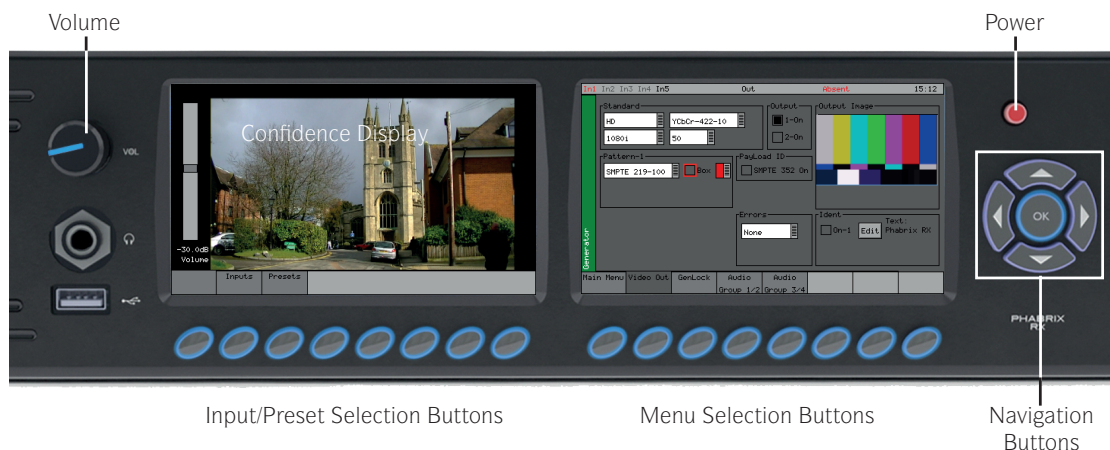 Volume
Power
VOL
Confidence Display
-30.0dB
Volume
Inputs Presets
In1 In2 In3 In4 In5 Out Absent 15:12
Standard
HD YCbCr-422-10
1080i 50
Output
1-On
2-On
Output Image
Pattern-1
SMPTE 219-100 Box
PayLoad ID
SMPTE 352 On
Errors
None
Ident
On-1 Edit Text:
Phabrix RX
Generator
Main Menu Video Out GenLock Audio Group 1/2 Audio Group 3/4
OK
PHABRIX
RX
Input/Preset Selection Buttons
Menu Selection Buttons
Navigation
Buttons